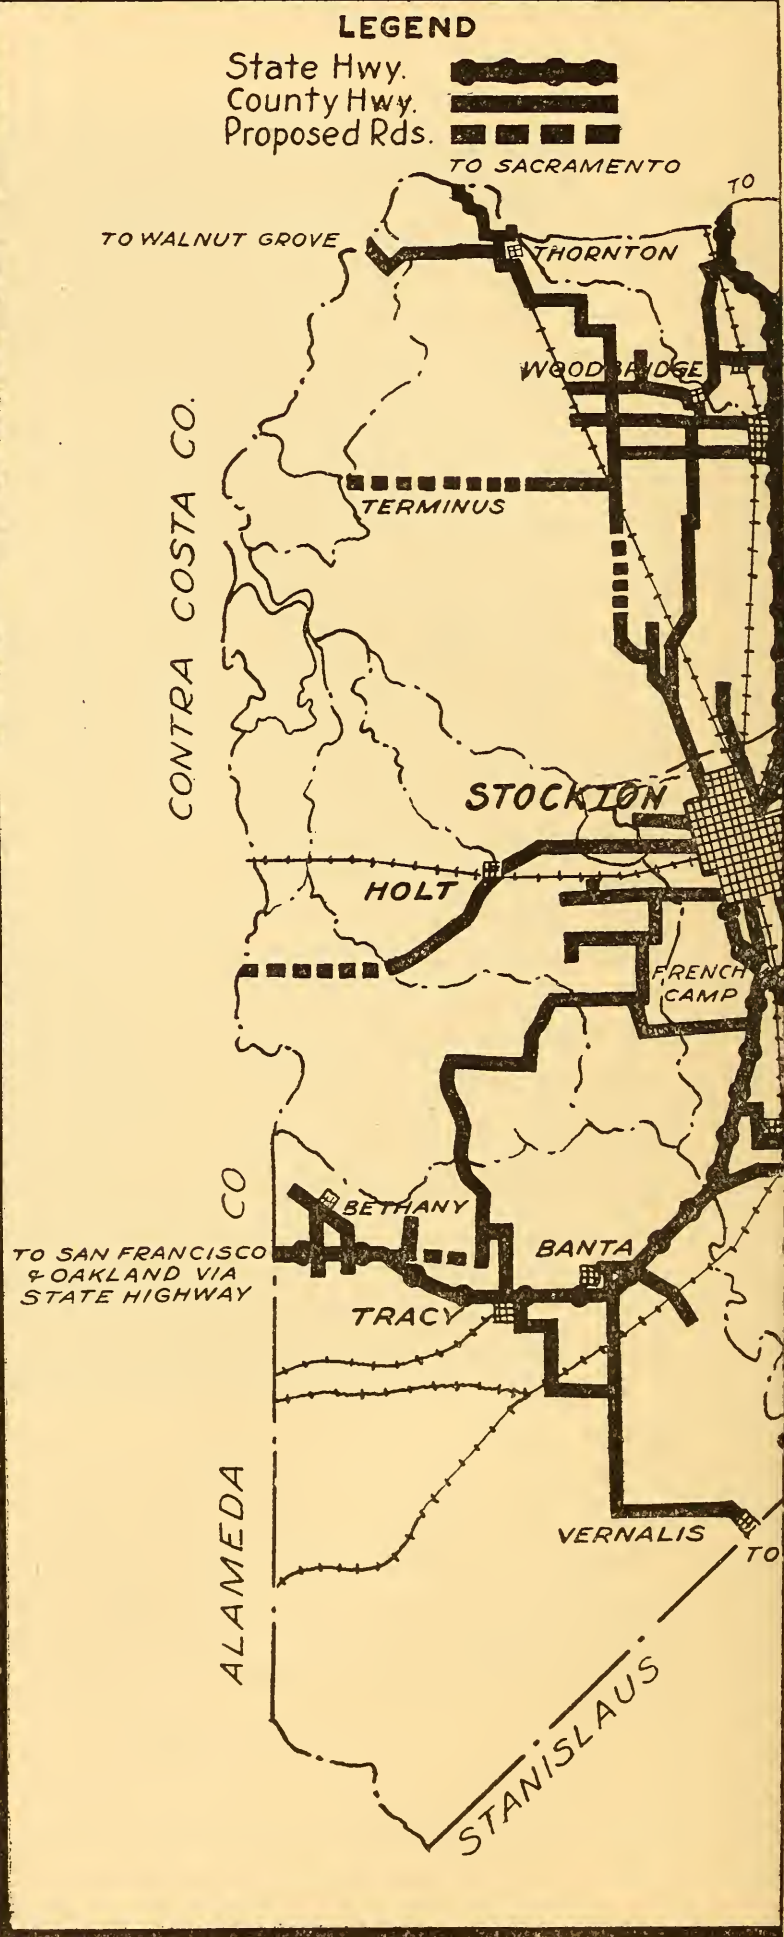 LEGEND
State Hwy.
County Hwy.
Proposed Rds.
TO SACRAMENTO
TO
TO WALNUT GROVE
THORNTON
WOODBRIDGE
CONTRA COSTA CO.
TERMINUS
STOCKTON
HOLT
FRENCH
CAMP
CO
BETHANY
TO SAN FRANCISCO
& OAKLAND VIA
STATE HIGHWAY
BANTA
TRACY
ALAMEDA
VERNALIS
TO
STANISLAUS